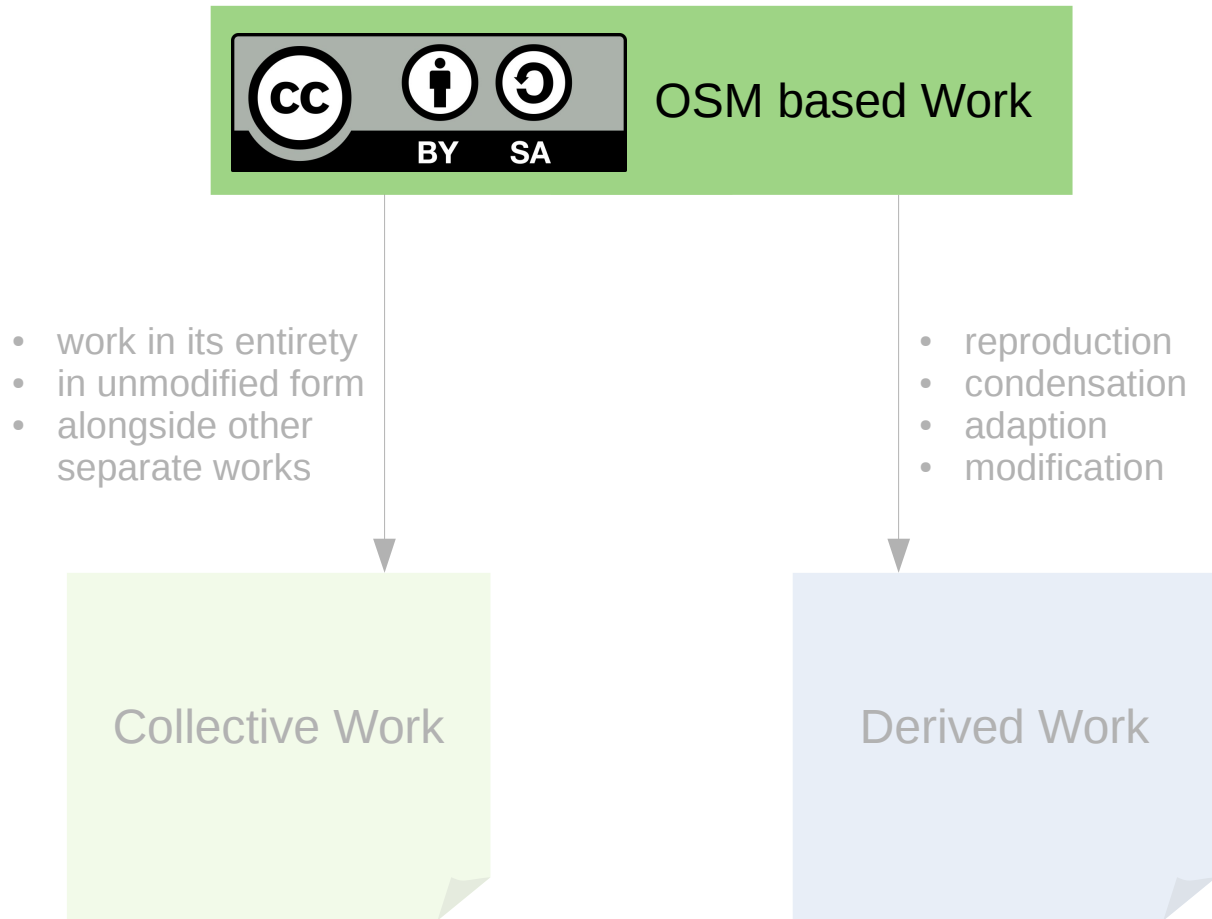 CC
BY SA
OSM based Work
• work in its entirety
• in unmodified form
• alongside other
separate works
• reproduction
• condensation
• adaption
• modification
Collective Work
Derived Work